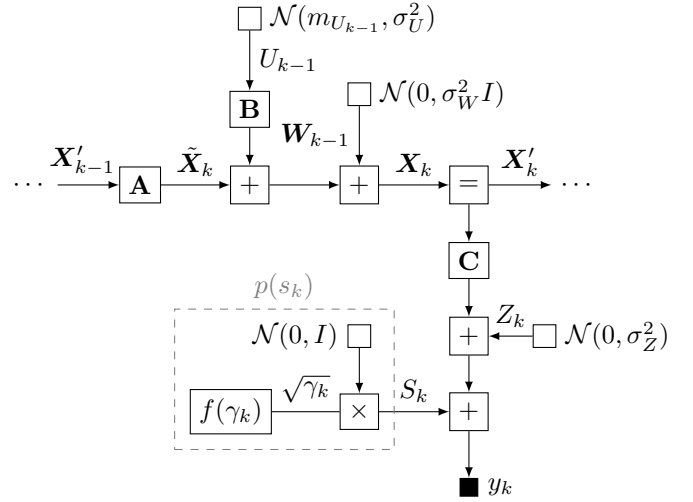 𝒩(m_{U_{k−1}}, σ_U^2)
U_{k−1}
B
𝒩(0, σ_W^2 I)
W_{k−1}
··· X′_{k−1} A X̃_k + + X_k = X′_k ···
C
p(s_k)
𝒩(0, I)
+ Z_k 𝒩(0, σ_Z^2)
f(γ_k) √γ_k × S_k +
y_k